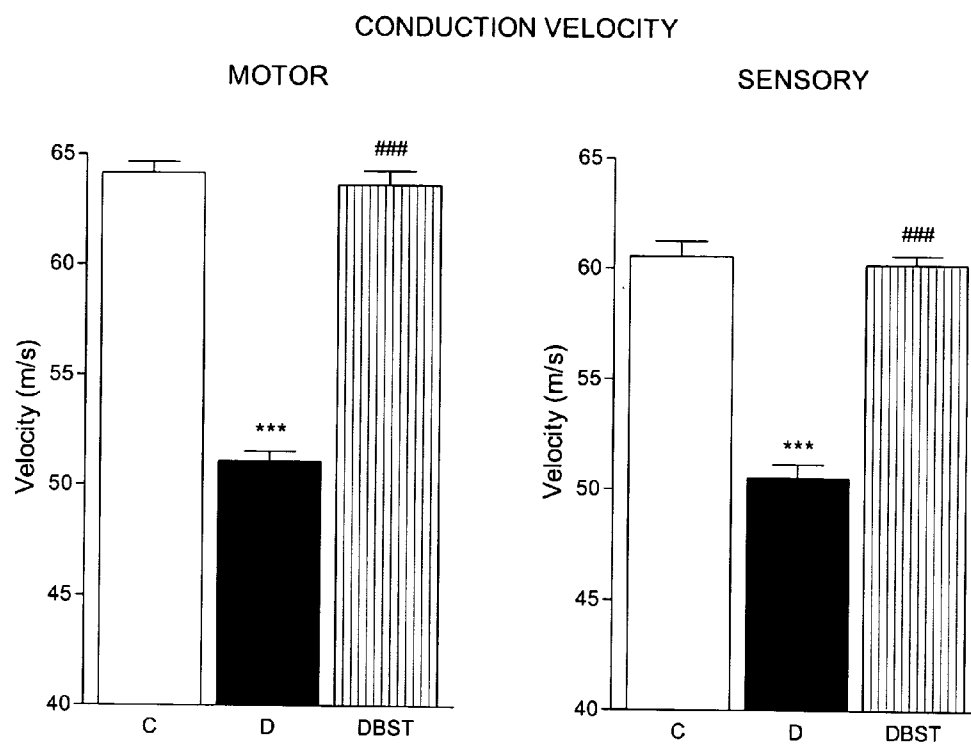 CONDUCTION VELOCITY
MOTOR
Velocity (m/s)
65
60
55
50
45
40
***
###
C D DBST
SENSORY
Velocity (m/s)
65
60
55
50
45
40
***
###
C D DBST